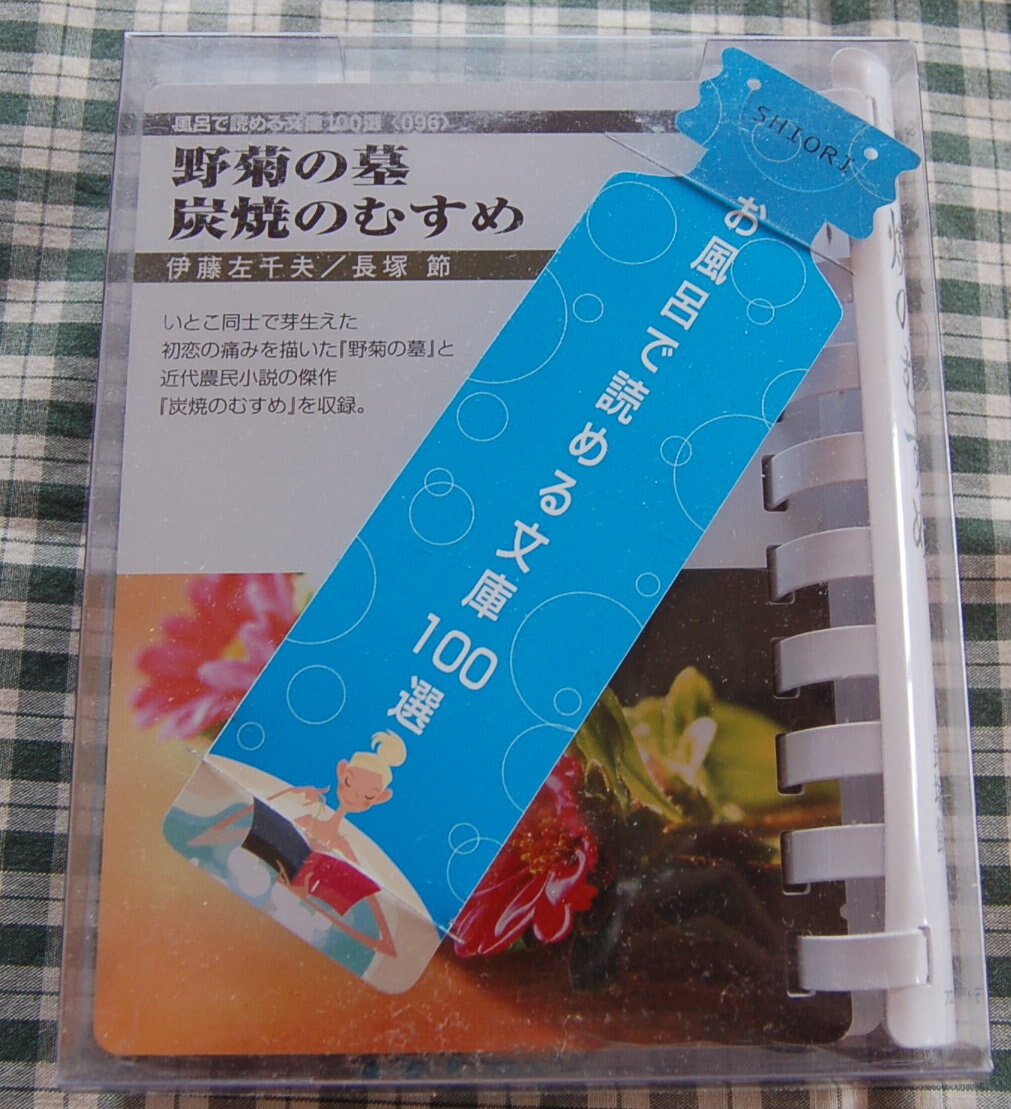 風呂で読める文庫100選〈096〉
野菊の墓
炭焼のむすめ
伊藤左千夫／長塚 節
いとこ同士で芽生えた
初恋の痛みを描いた『野菊の墓』と
近代農民小説の傑作
『炭焼のむすめ』を収録。
SHIORI
お風呂で読める文庫100選